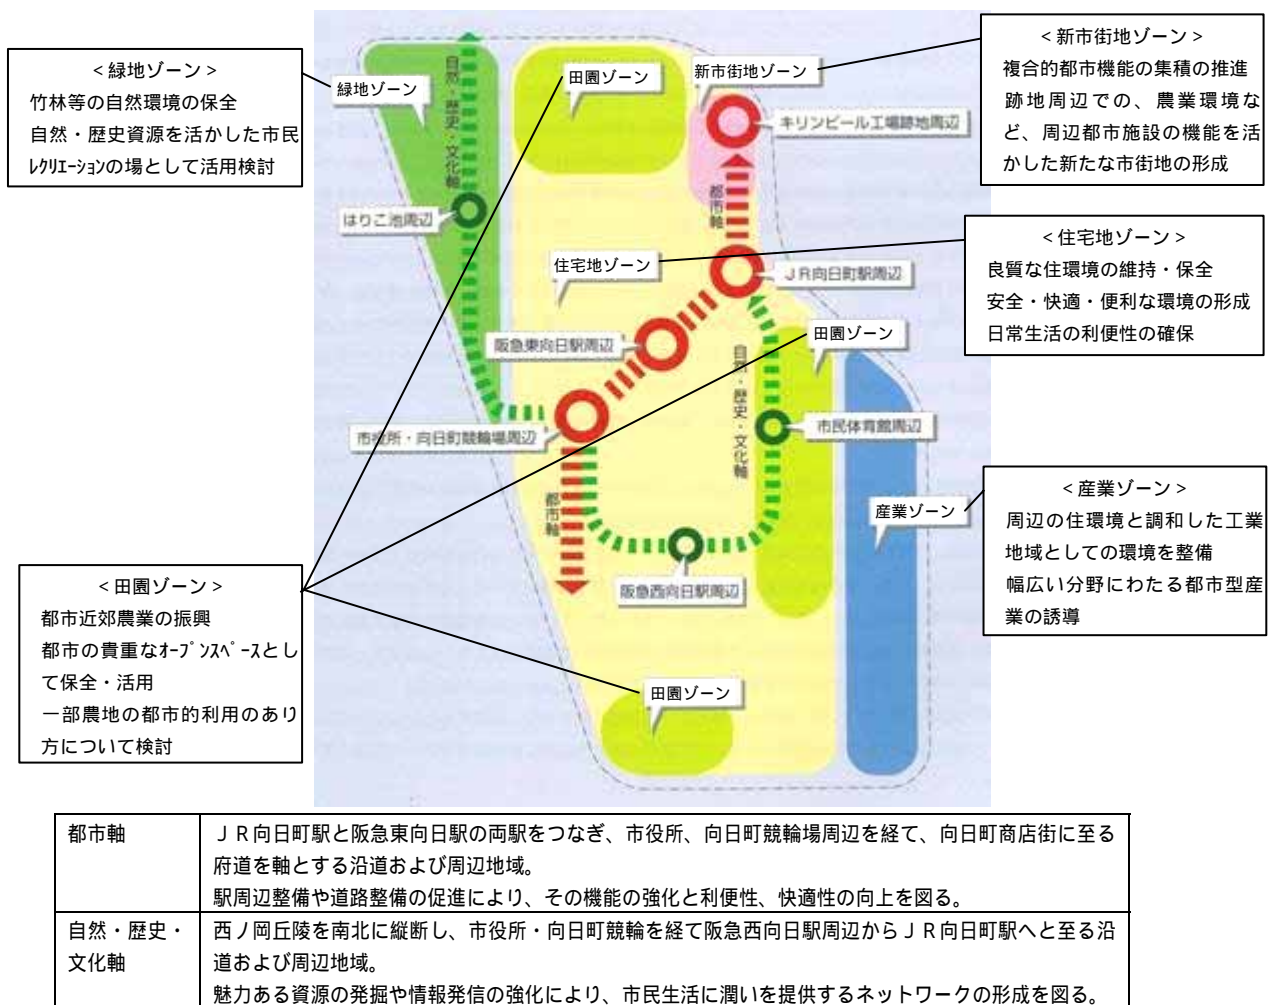 ＜緑地ゾーン＞
竹林等の自然環境の保全
自然・歴史資源を活かした市民
ﾚｸﾘｴｰｼｮﾝの場として活用検討
＜新市街地ゾーン＞
複合的都市機能の集積の推進
跡地周辺での、農業環境な
ど、周辺都市施設の機能を活
かした新たな市街地の形成
＜住宅地ゾーン＞
良質な住環境の維持・保全
安全・快適・便利な環境の形成
日常生活の利便性の確保
＜産業ゾーン＞
周辺の住環境と調和した工業
地域としての環境を整備
幅広い分野にわたる都市型産
業の誘導
＜田園ゾーン＞
都市近郊農業の振興
都市の貴重なｵｰﾌﾟﾝｽﾍﾟｰｽとし
て保全・活用
一部農地の都市的利用のあり
方について検討
緑地ゾーン
自然・歴史・文化軸
田園ゾーン
新市街地ゾーン
キリンビール工場跡地周辺
都市軸
はりこ池周辺
住宅地ゾーン
ＪＲ向日町駅周辺
阪急東向日駅周辺
田園ゾーン
自然・歴史・文化軸
市役所・向日町競輪場周辺
市民体育館周辺
都市軸
産業ゾーン
阪急西向日駅周辺
田園ゾーン
都市軸
ＪＲ向日町駅と阪急東向日駅の両駅をつなぎ、市役所、向日町競輪場周辺を経て、向日町商店街に至る
府道を軸とする沿道および周辺地域。
駅周辺整備や道路整備の促進により、その機能の強化と利便性、快適性の向上を図る。
自然・歴史・
文化軸
西ノ岡丘陵を南北に縦断し、市役所・向日町競輪を経て阪急西向日駅周辺からＪＲ向日町駅へと至る沿
道および周辺地域。
魅力ある資源の発掘や情報発信の強化により、市民生活に潤いを提供するネットワークの形成を図る。